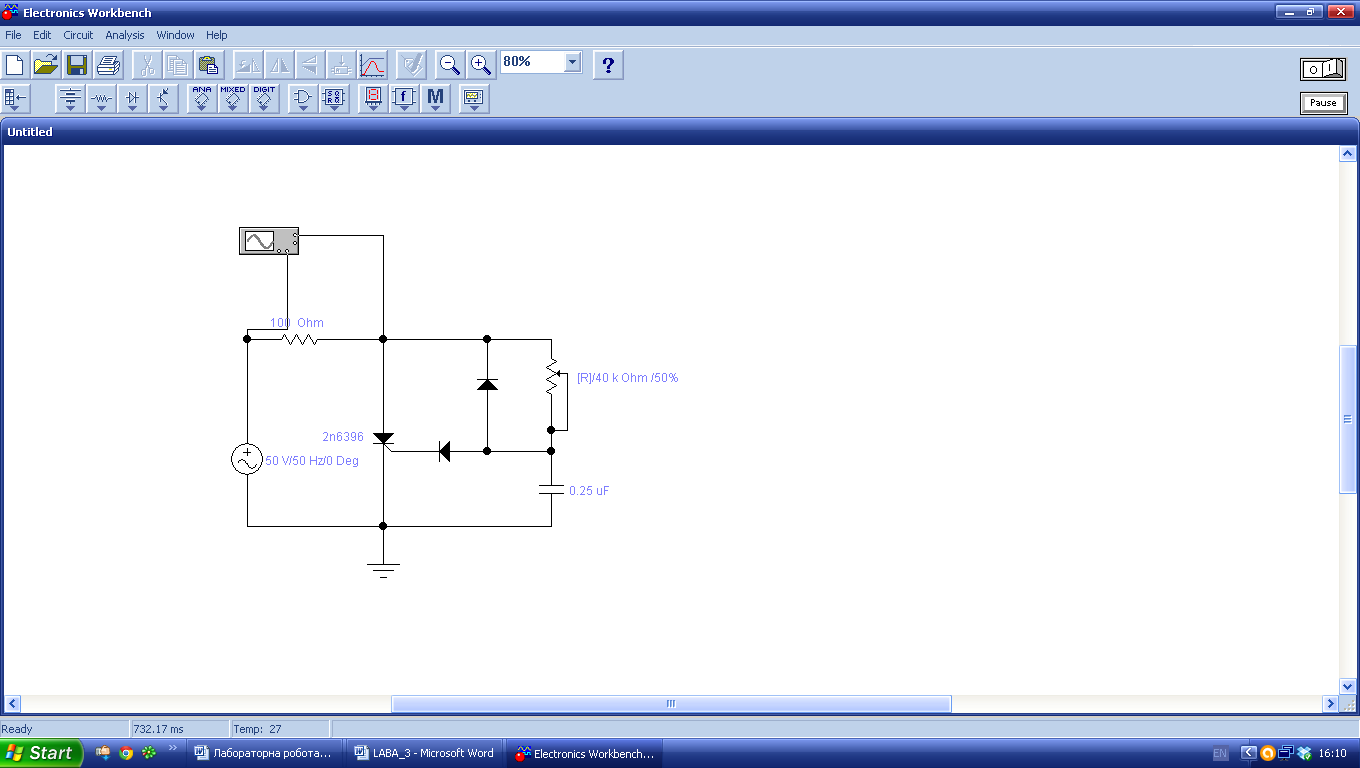 Electronics Workbench
File Edit Circuit Analysis Window Help
80%
?
ANA MIXED DIGIT
f M
Pause
Untitled
100 Ohm
[R]/40 k Ohm /50%
2n6396
50 V/50 Hz/0 Deg
0.25 uF
Ready 732.17 ms Temp: 27
Start Лабораторна робота... LABA_3 - Microsoft Word Electronics Workbench... EN 16:10